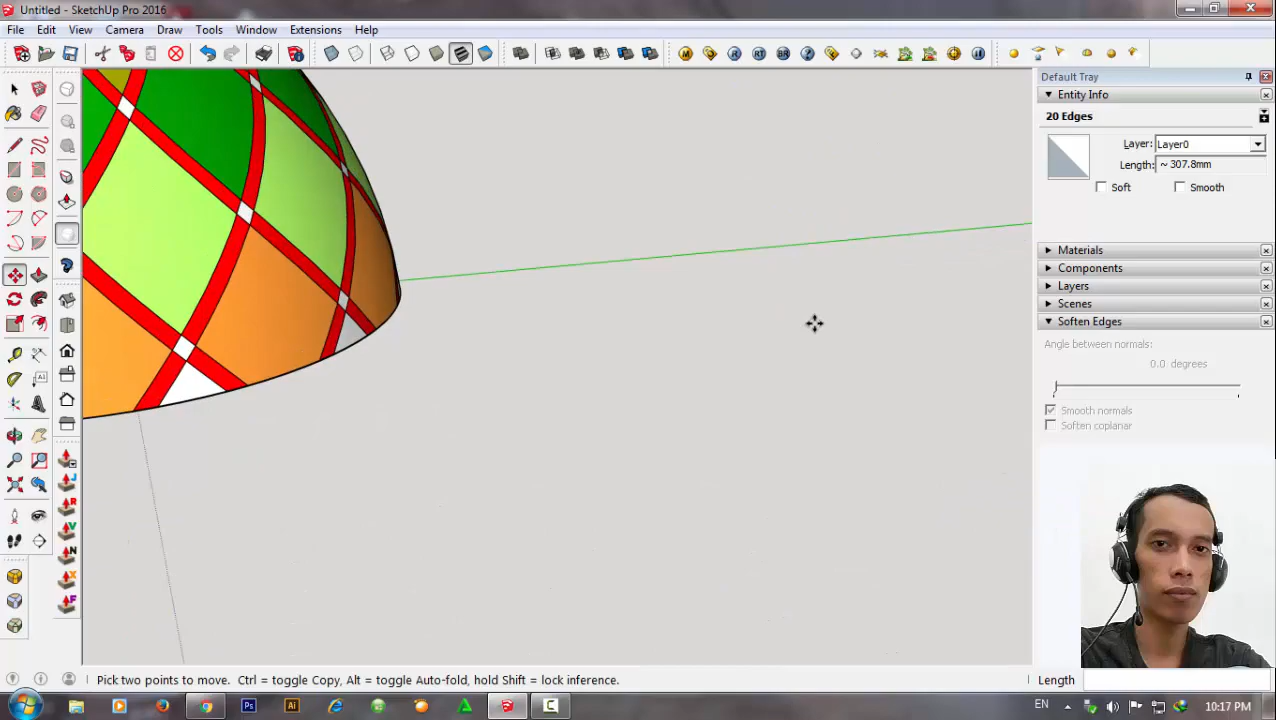 Untitled - SketchUp Pro 2016
File Edit View Camera Draw Tools Window Extensions Help
Default Tray
Entity Info
20 Edges
Layer: Layer0
Length: ~ 307.8mm
Soft Smooth
Materials
Components
Layers
Scenes
Soften Edges
Angle between normals:
0.0 degrees
Smooth normals
Soften coplanar
Pick two points to move. Ctrl = toggle Copy, Alt = toggle Auto-fold, hold Shift = lock inference.
Length
EN 10:17 PM